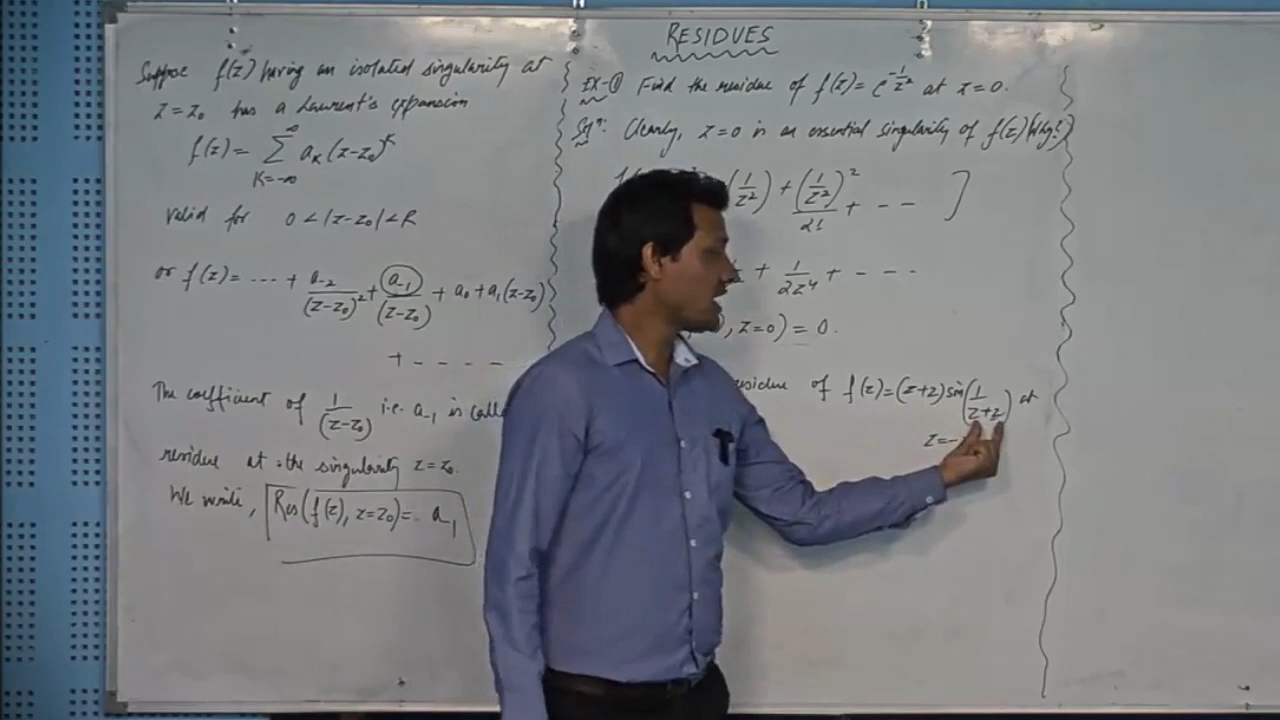 RESIDUES
Suppose f(z) having an isolated singularity at
z=z₀ has a Laurent's expansion
f(z) = ∑_{K=-∞}^{∞} a_K (z-z₀)^K
valid for 0<|z-z₀|<R
or f(z) = ... + a₋₂/(z-z₀)² + a₋₁/(z-z₀) + a₀ + a₁(z-z₀)
+ - - - -
The coefficient of 1/(z-z₀) i.e. a₋₁ is
residue at the singularity z=z₀.
We write, Res(f(z), z=z₀) = a₋₁
Ex-① Find the residue of f(z) = e^{-1/z²} at z=0.
Solⁿ: Clearly, z=0 is an essential singularity of f(z) (Why?)
(1/z²) + (1/z²)²/2! + - - ]
+ 1/2z⁴ + - - -
, z=0) = 0.
residue of f(z)=(z+2) sin(1/z+2) at
z=-